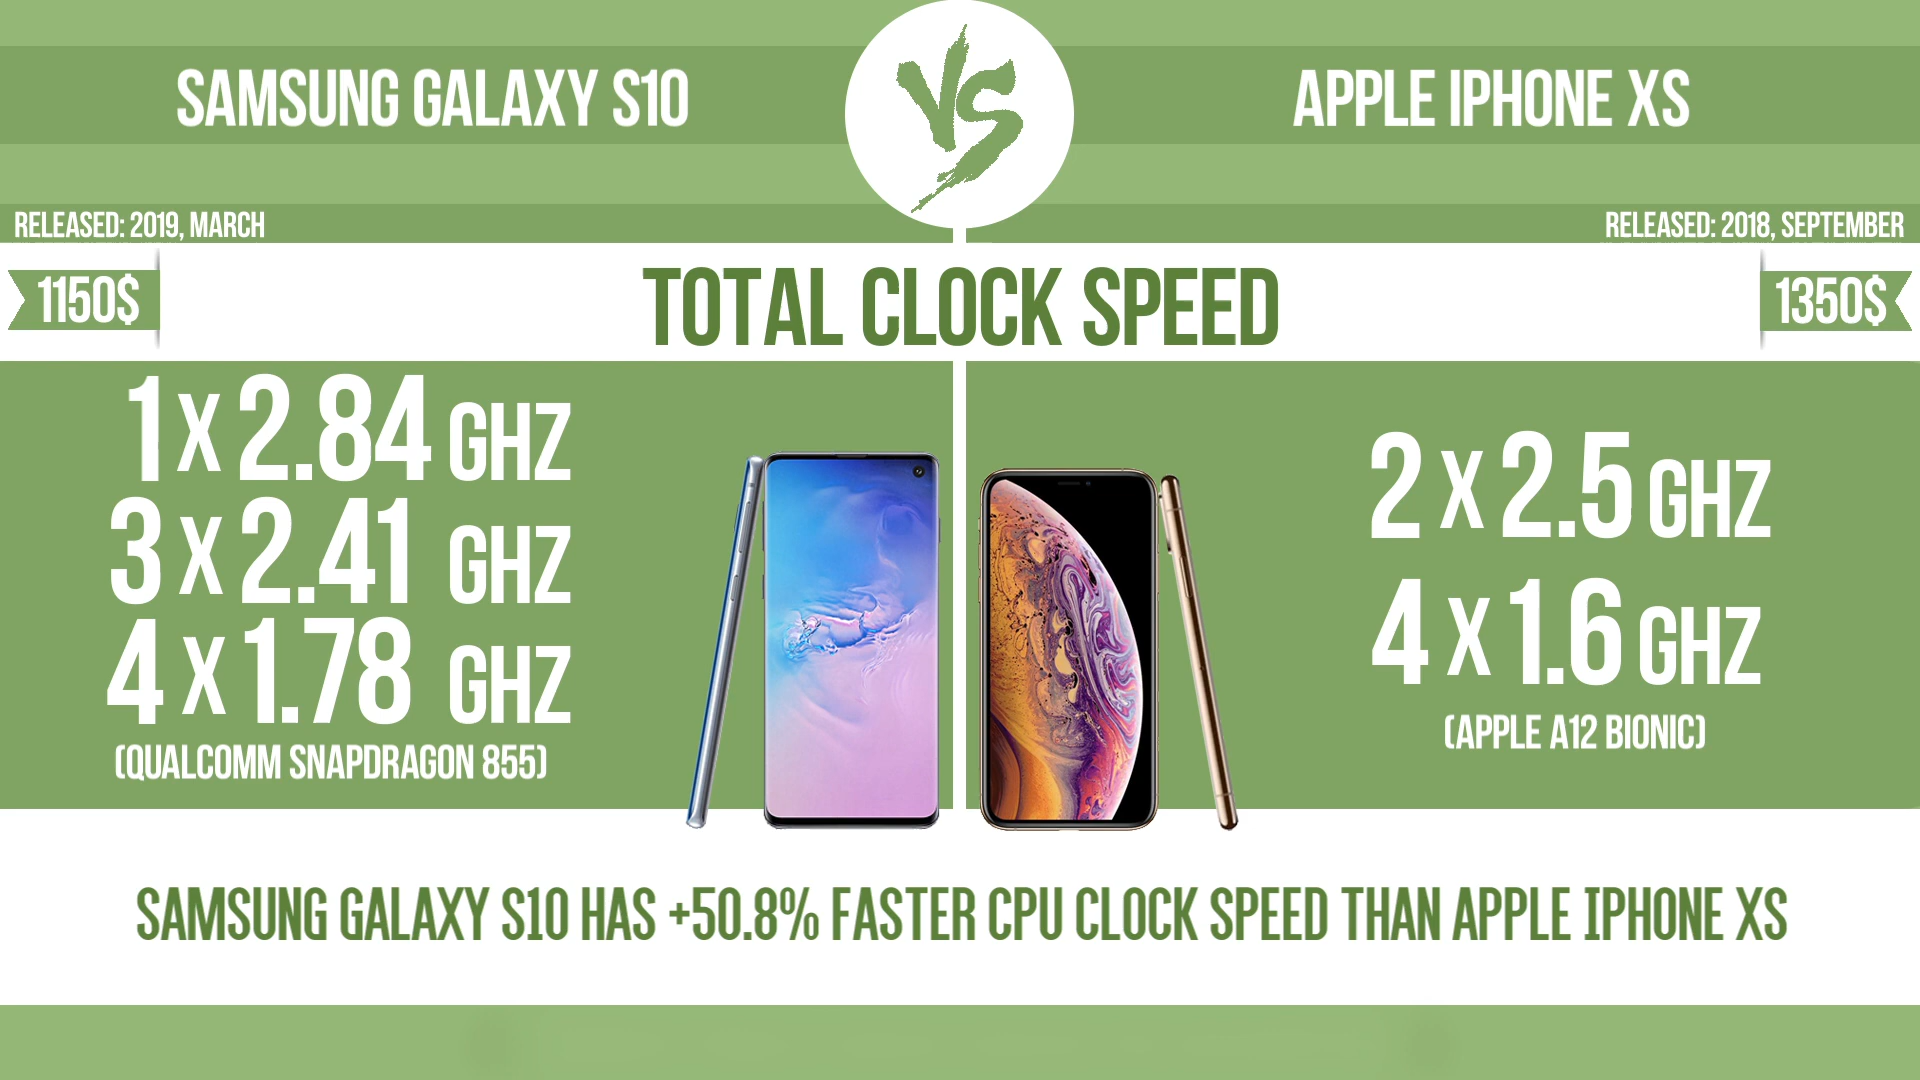 SAMSUNG GALAXY S10
VS
APPLE IPHONE XS
RELEASED: 2019, MARCH
RELEASED: 2018, SEPTEMBER
1150$
TOTAL CLOCK SPEED
1350$
1 X 2.84 GHZ
3 X 2.41 GHZ
4 X 1.78 GHZ
(QUALCOMM SNAPDRAGON 855)
2 X 2.5 GHZ
4 X 1.6 GHZ
(APPLE A12 BIONIC)
SAMSUNG GALAXY S10 HAS +50.8% FASTER CPU CLOCK SPEED THAN APPLE IPHONE XS